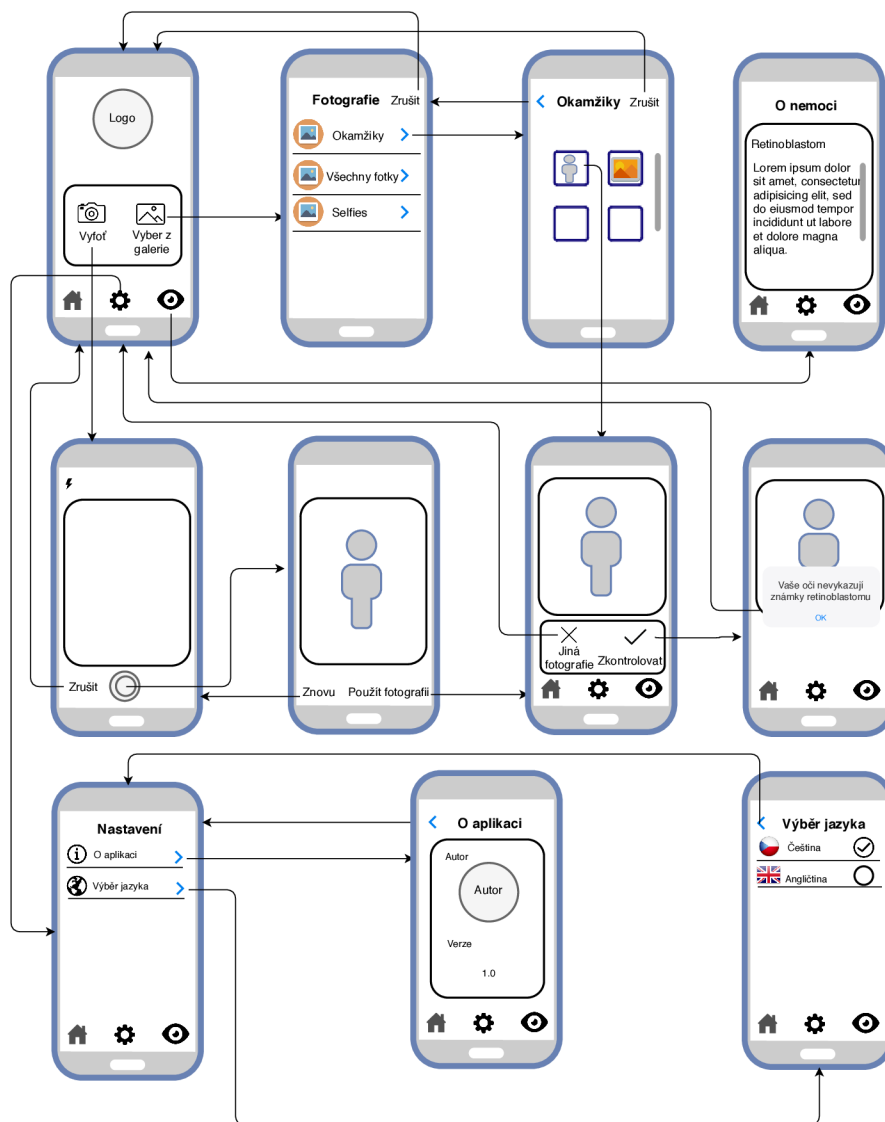 Logo
Vyfoť
Vyber z
galerie
Fotografie
Zrušit
Okamžiky
Všechny fotky
Selfies
Okamžiky
Zrušit
O nemoci
Retinoblastom
Lorem ipsum dolor
sit amet, consectetur
adipisicing elit, sed
do eiusmod tempor
incididunt ut labore
et dolore magna
aliqua.
Zrušit
Znovu
Použít fotografii
Jiná
fotografie
Zkontrolovat
Vaše oči nevykazují
známky retinoblastomu
OK
Nastavení
O aplikaci
Výběr jazyka
O aplikaci
Autor
Autor
Verze
1.0
Výběr jazyka
Čeština
Angličtina